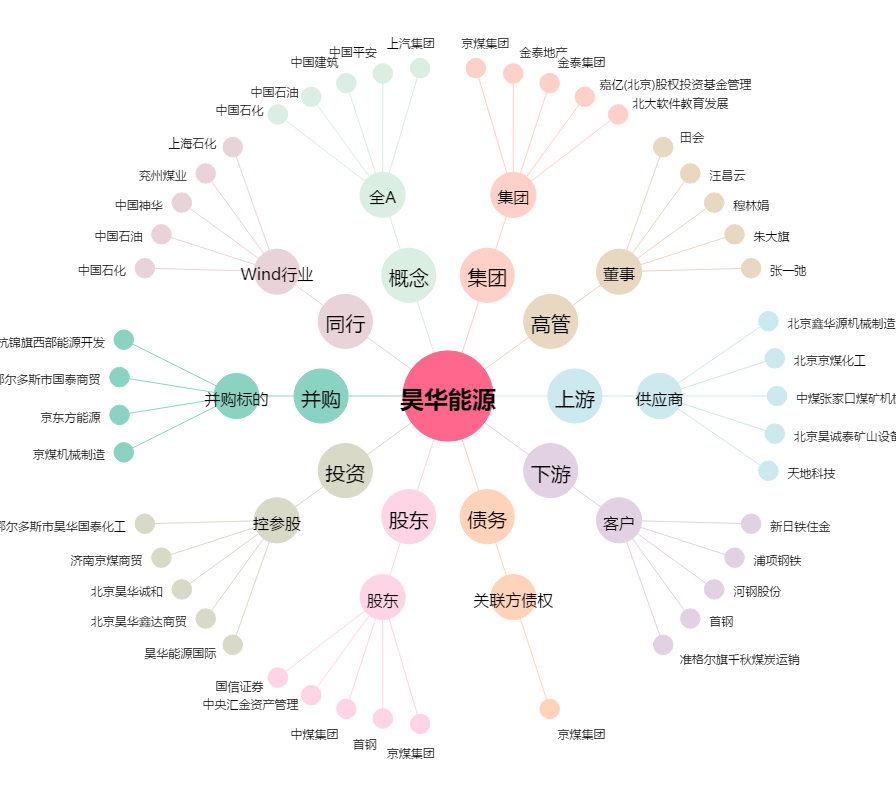 上汽集团
京煤集团
中国平安
金泰地产
中国建筑
金泰集团
中国石油
嘉亿(北京)股权投资基金管理
中国石化
北大软件教育发展
上海石化
田会
兖州煤业
汪昌云
全A
集团
中国神华
穆林娟
中国石油
朱大旗
中国石化
Wind行业
概念
集团
董事
张一弛
同行
高管
杭锦旗西部能源开发
北京鑫华源机械制造
鄂尔多斯市国泰商贸
北京京煤化工
并购标的
并购
昊华能源
上游
供应商
中煤张家口煤矿机械
京东方能源
北京昊诚泰矿山设备
京煤机械制造
天地科技
投资
下游
鄂尔多斯市昊华国泰化工
控参股
股东
债务
客户
新日铁住金
济南京煤商贸
浦项钢铁
北京昊华诚和
河钢股份
股东
关联方债权
北京昊华鑫达商贸
首钢
昊华能源国际
准格尔旗千秋煤炭运销
国信证券
中央汇金资产管理
中煤集团
京煤集团
首钢
京煤集团